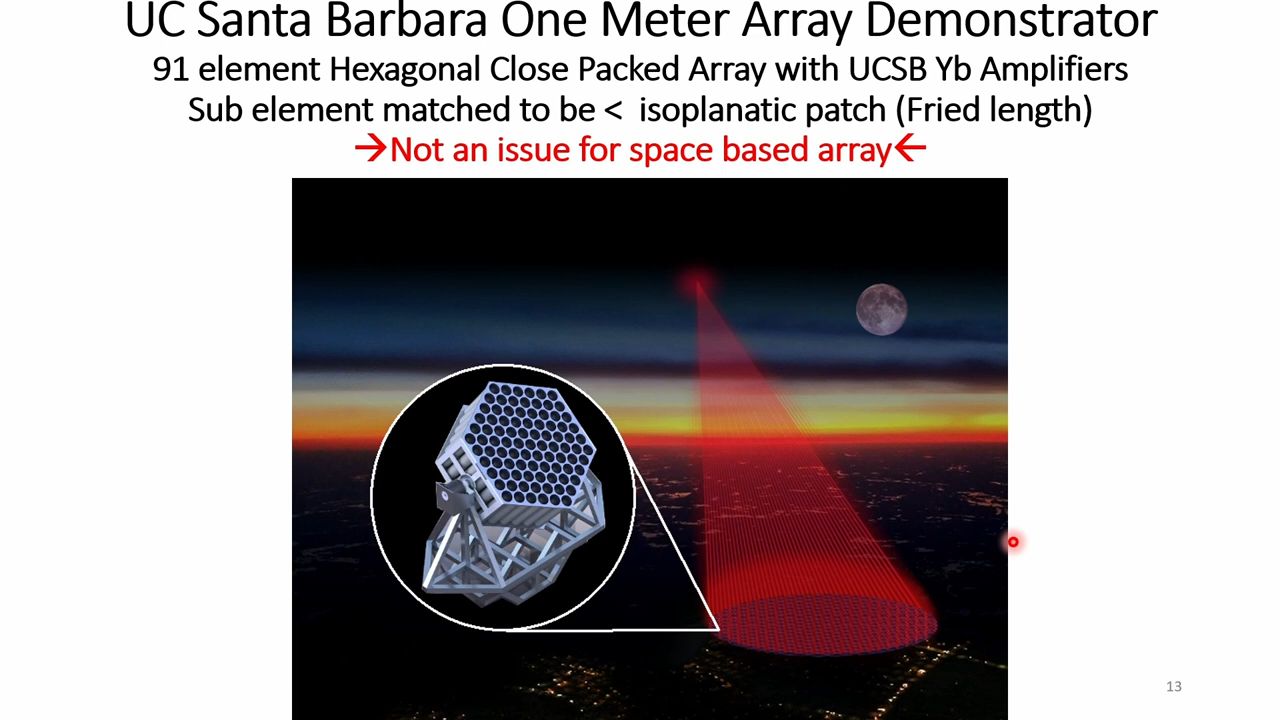 UC Santa Barbara One Meter Array Demonstrator
91 element Hexagonal Close Packed Array with UCSB Yb Amplifiers
Sub element matched to be < isoplanatic patch (Fried length)
→Not an issue for space based array←
13